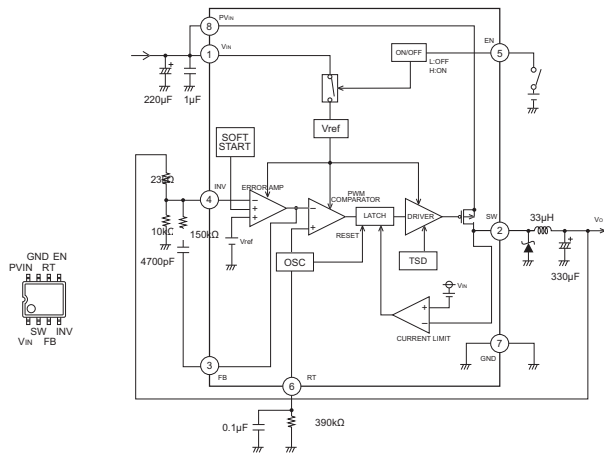 PVIN
8
VIN
1
220µF
1µF
ON/OFF
L:OFF
H:ON
EN
5
Vref
SOFT
START
23kΩ
INV
4
ERROR AMP
PWM
COMPARATOR
LATCH
DRIVER
SW
2
33µH
VO
10kΩ
150kΩ
Vref
RESET
4700pF
OSC
TSD
330µF
VIN
CURRENT LIMIT
GND EN
PVIN RT
SW INV
VIN FB
3
FB
7
GND
6
RT
0.1µF
390kΩ